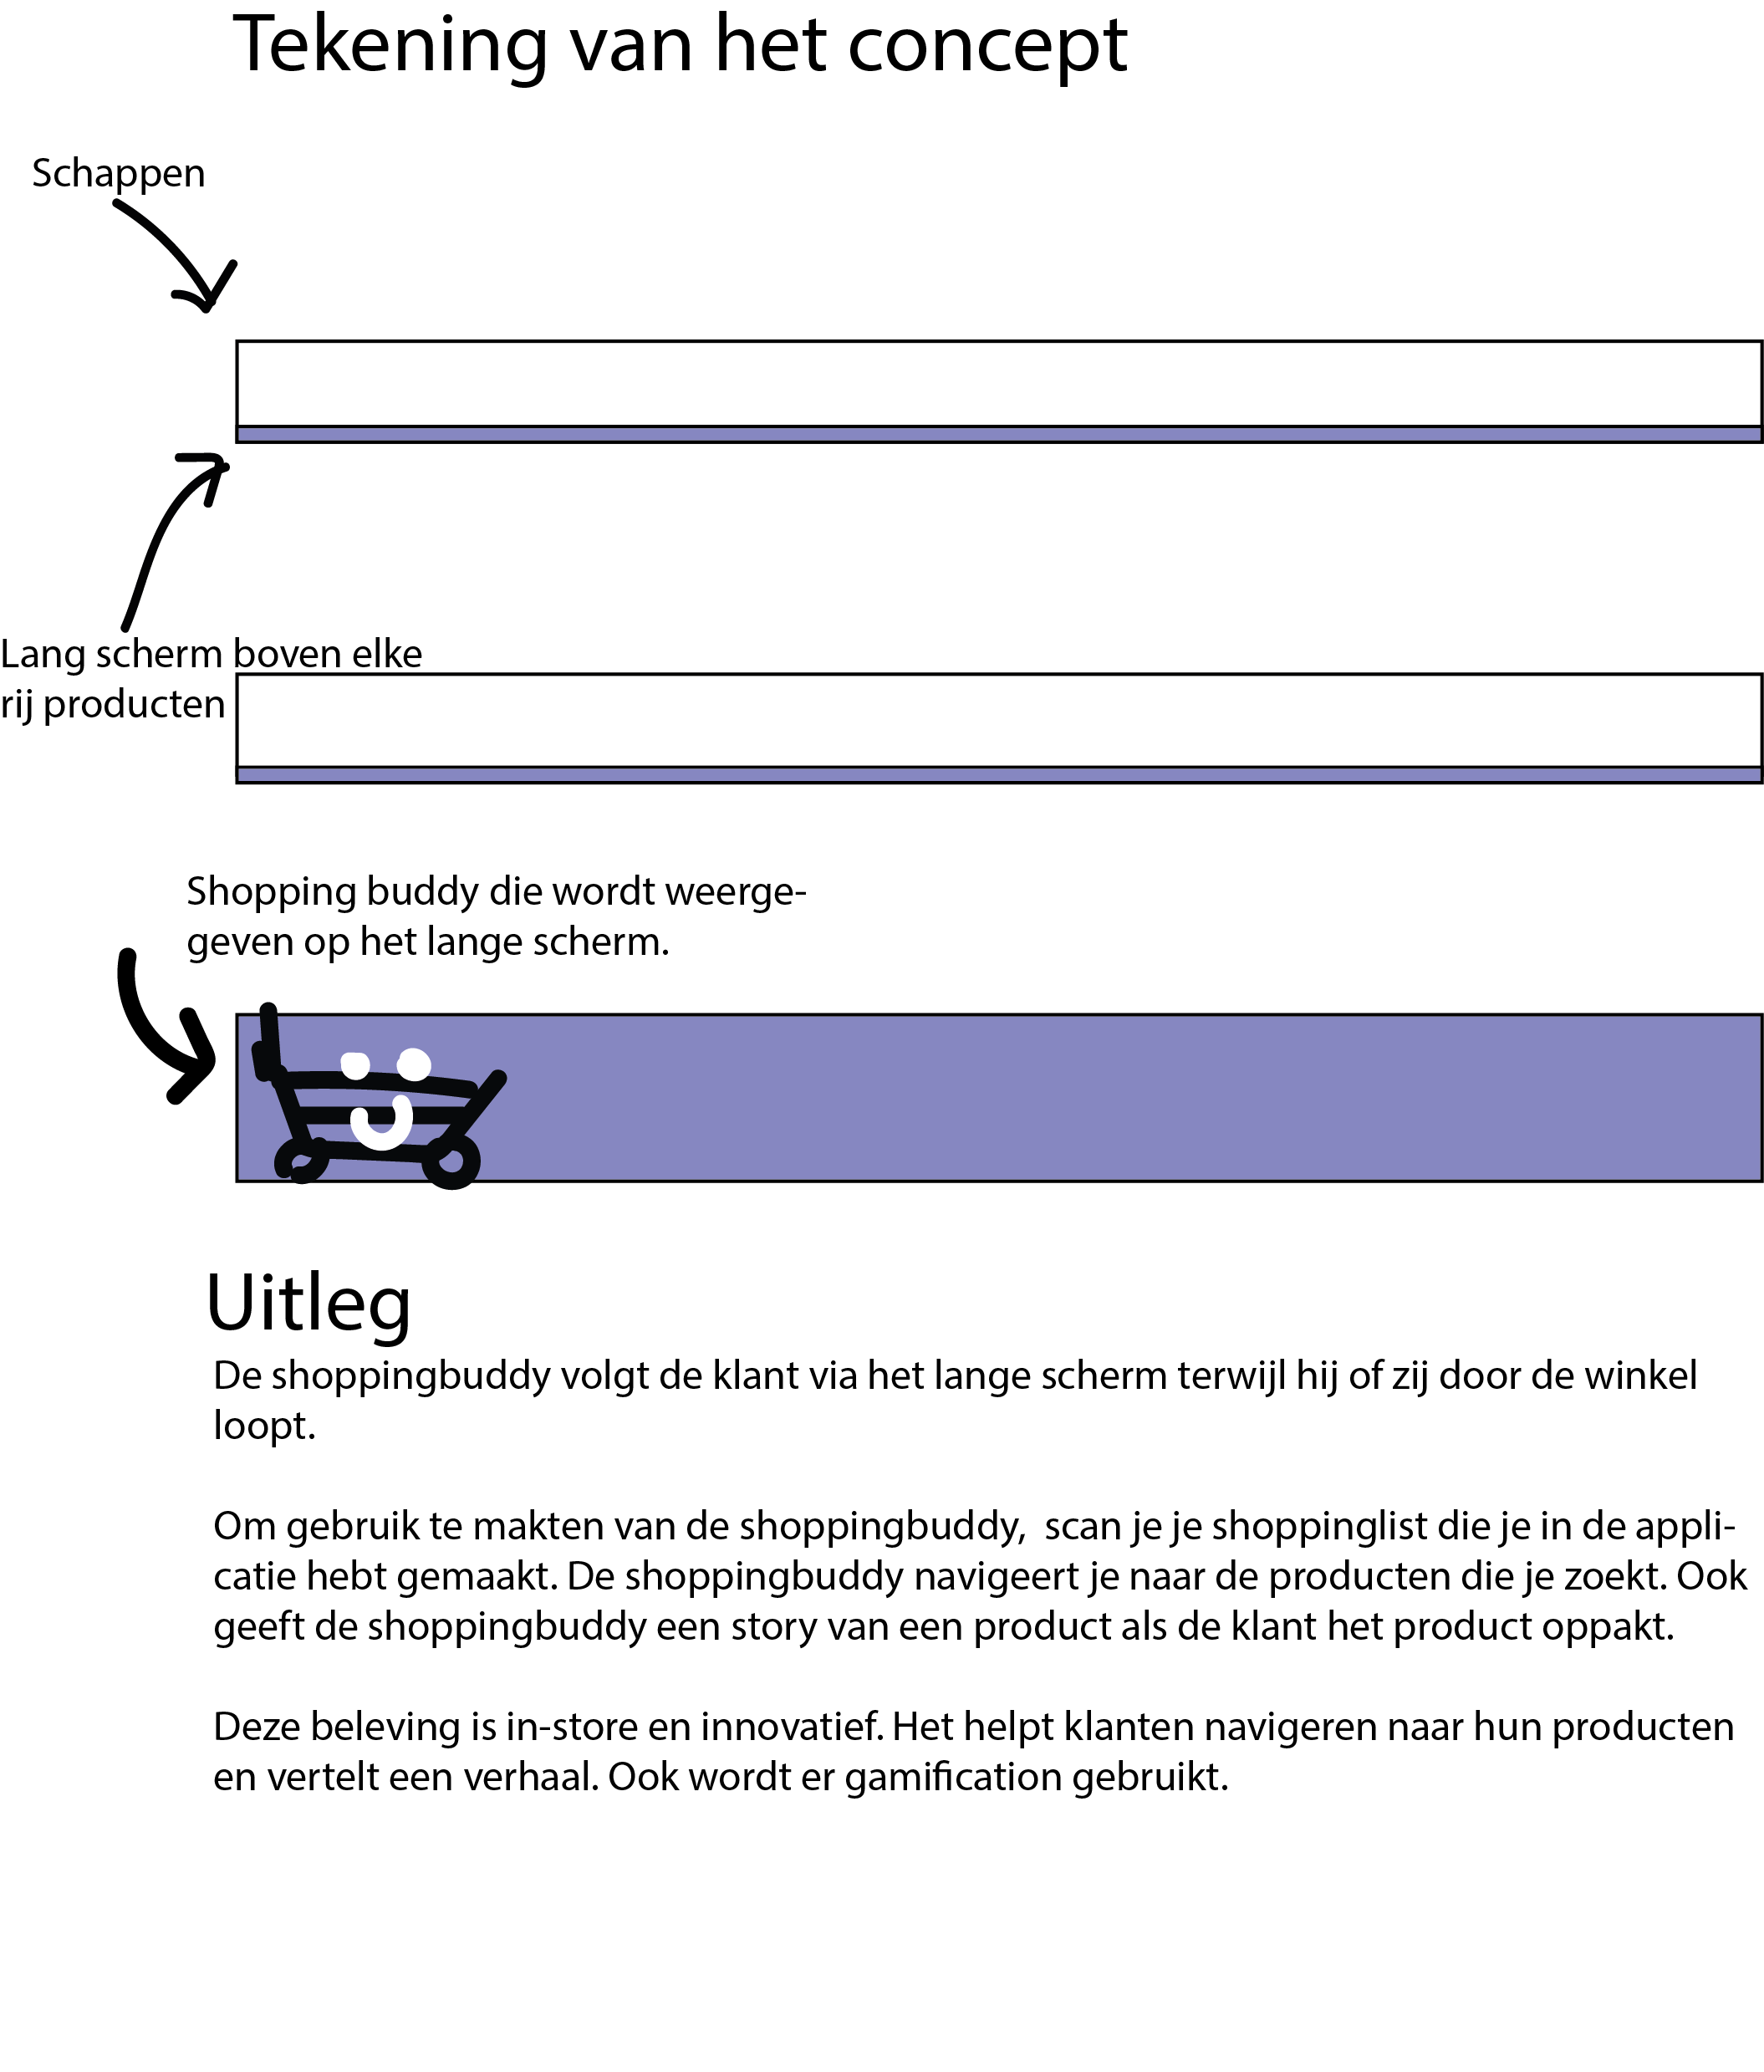 Tekening van het concept
Schappen
Lang scherm boven elke
rij producten
Shopping buddy die wordt weerge-
geven op het lange scherm.
Uitleg
De shoppingbuddy volgt de klant via het lange scherm terwijl hij of zij door de winkel
loopt.
Om gebruik te makten van de shoppingbuddy,  scan je je shoppinglist die je in de appli-
catie hebt gemaakt. De shoppingbuddy navigeert je naar de producten die je zoekt. Ook
geeft de shoppingbuddy een story van een product als de klant het product oppakt.
Deze beleving is in-store en innovatief. Het helpt klanten navigeren naar hun producten
en vertelt een verhaal. Ook wordt er gamification gebruikt.